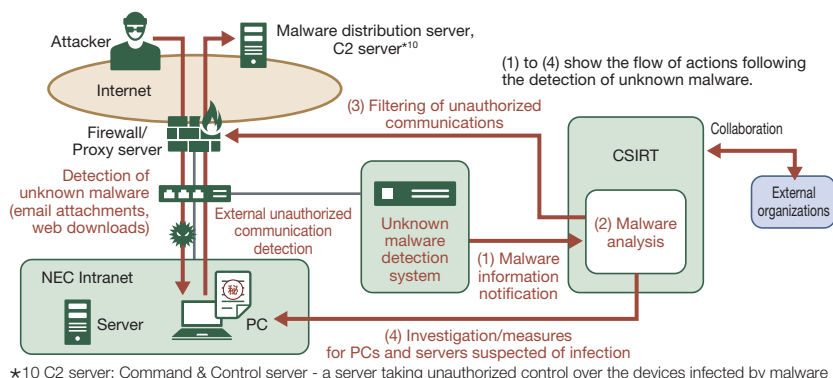 Attacker
Malware distribution server,
C2 server*10
Internet
(1) to (4) show the flow of actions following
the detection of unknown malware.
(3) Filtering of unauthorized
communications
Firewall/
Proxy server
Detection of
unknown malware
(email attachments,
web downloads)
External unauthorized
communication
detection
Unknown
malware
detection
system
(1) Malware
information
notification
CSIRT
(2) Malware
analysis
Collaboration
External
organizations
NEC Intranet
Server
秘
PC
(4) Investigation/measures
for PCs and servers suspected of infection
*10 C2 server: Command & Control server - a server taking unauthorized control over the devices infected by malware